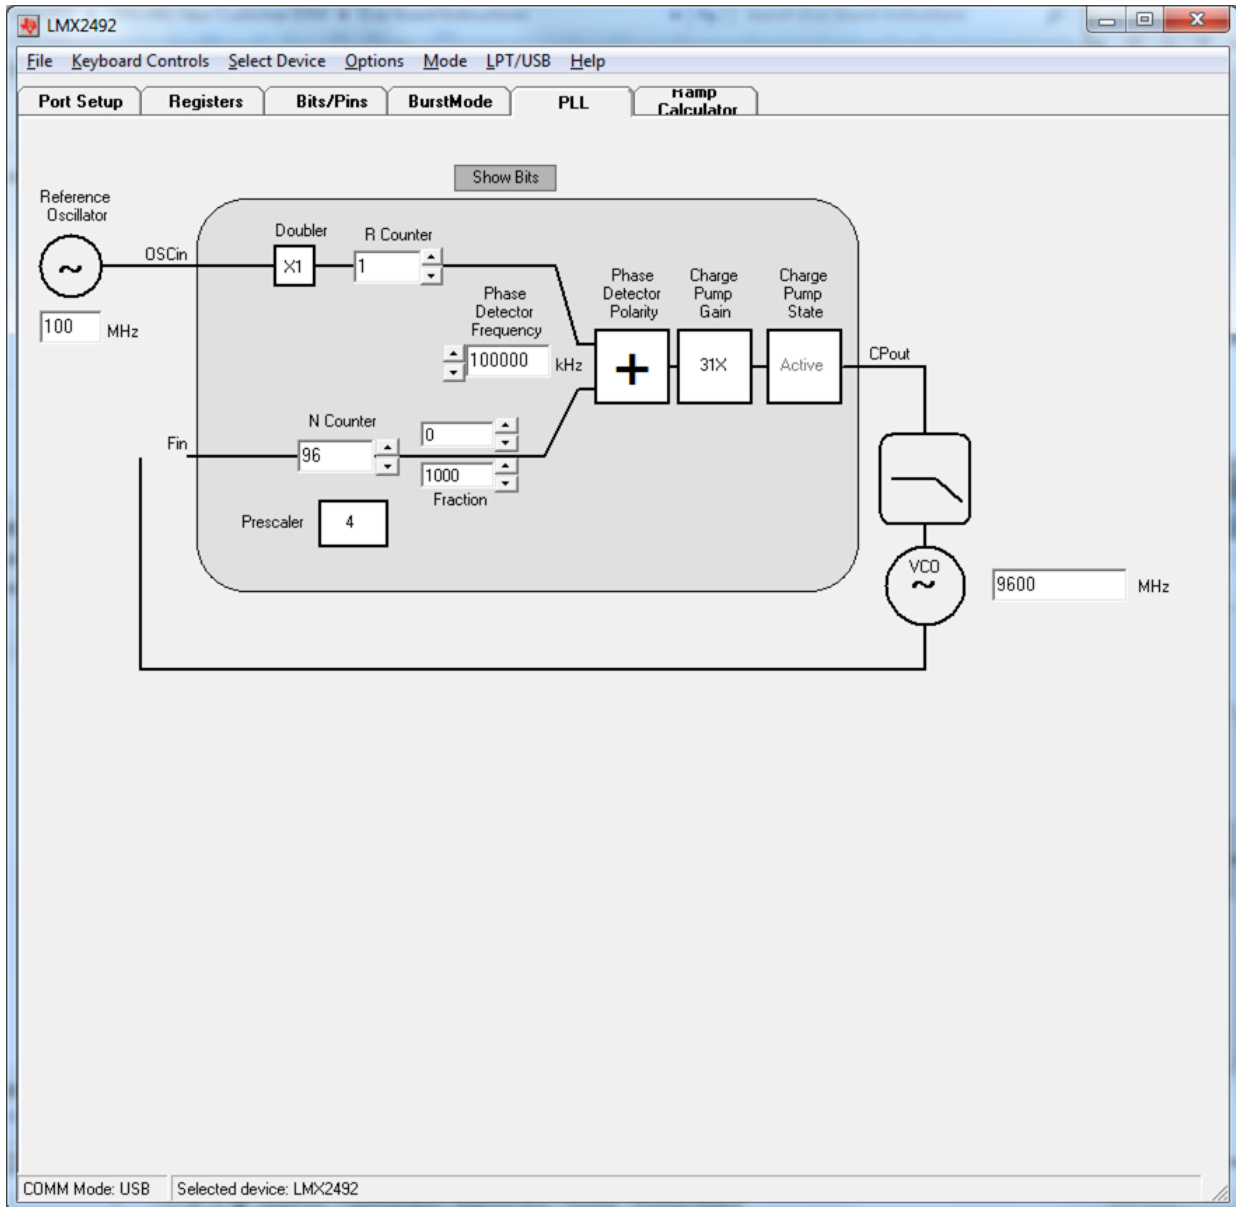 LMX2492
File Keyboard Controls Select Device Options Mode LPT/USB Help
Port Setup Registers Bits/Pins BurstMode PLL Ramp
Calculator
Show Bits
Reference
Oscillator
OSCin
Doubler
R Counter
~
X1
1
100 MHz
Phase
Detector
Frequency
100000 kHz
Phase
Detector
Polarity
Charge
Pump
Gain
Charge
Pump
State
+
31X
Active
CPout
Fin
N Counter
96
0
1000
Fraction
Prescaler
4
VCO
~
9600 MHz
COMM Mode: USB Selected device: LMX2492